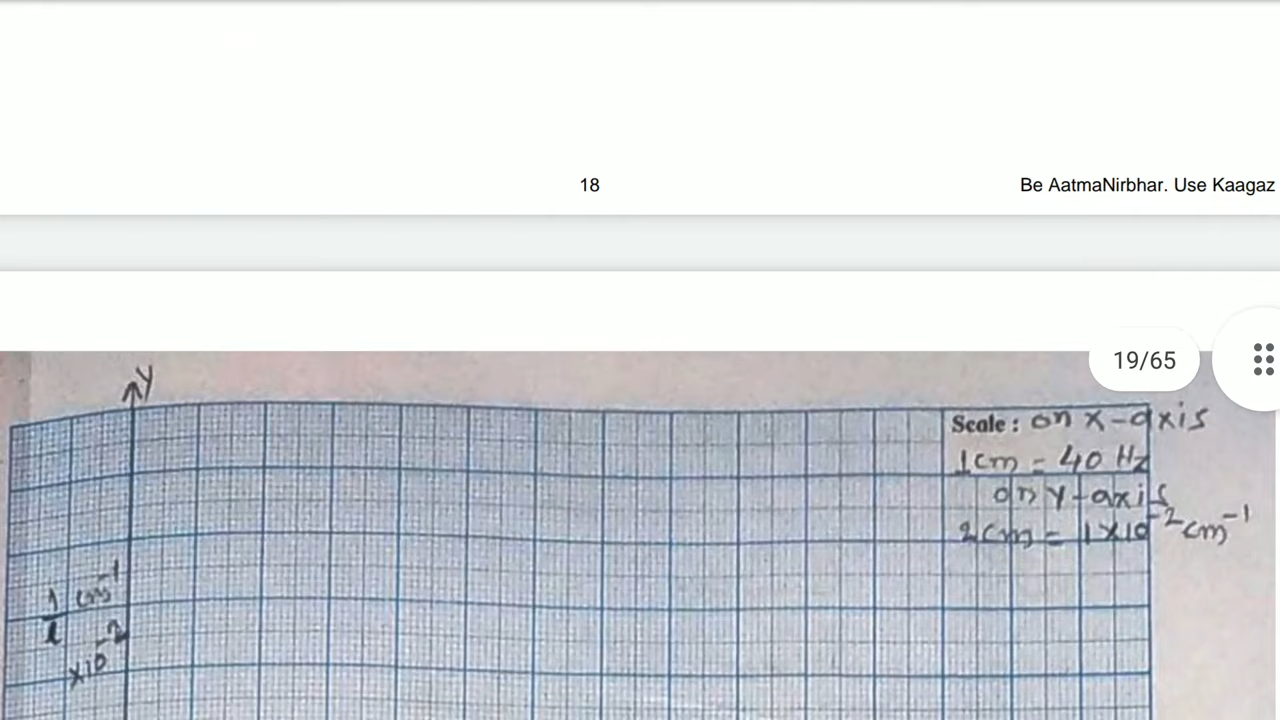 18
Be AatmaNirbhar. Use Kaagaz
19/65
Y
Scale : on x-axis
1cm = 40 Hz
on Y-axis
2cm = 1x10^-2 cm^-1
1/l cm^-1
x10^-2